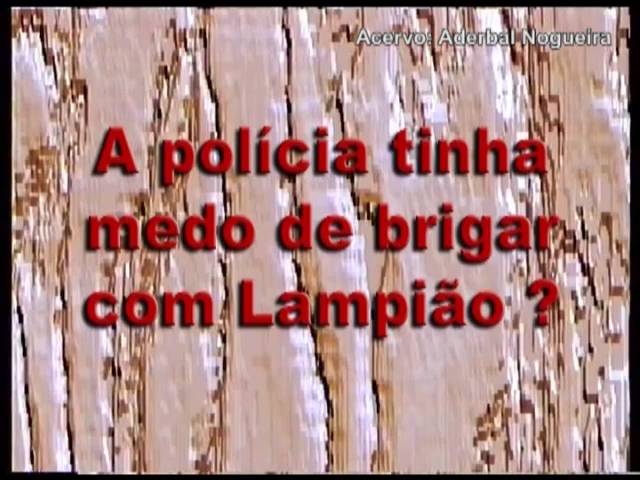 Acervo: Aderbal Nogueira
A polícia tinha
medo de brigar
com Lampião ?